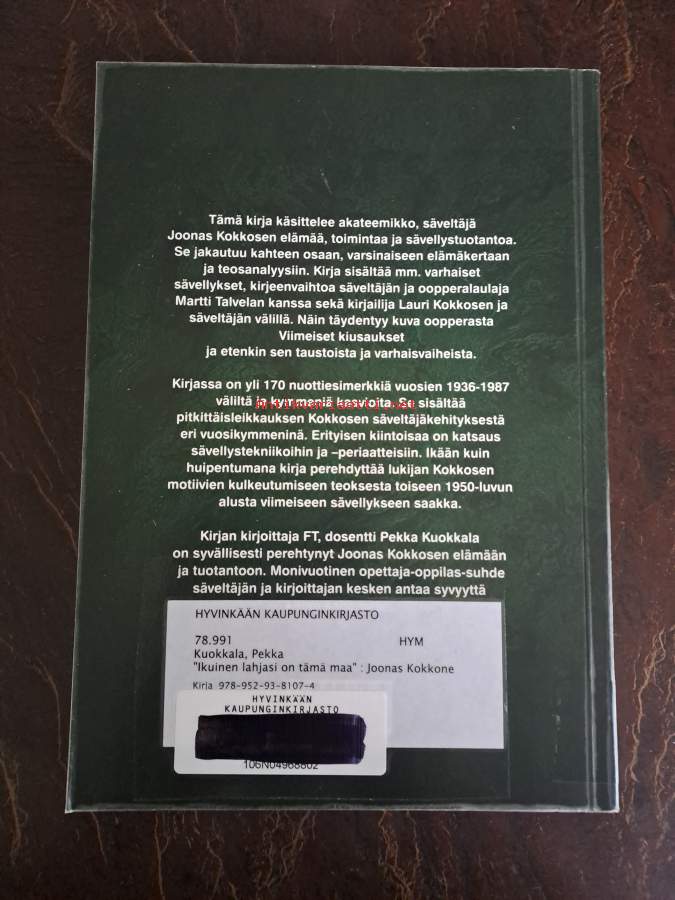 Tämä kirja käsittelee akateemikko, säveltäjä
Joonas Kokkosen elämää, toimintaa ja sävellystuotantoa.
Se jakautuu kahteen osaan, varsinaiseen elämäkertaan
ja teosanalyysiin. Kirja sisältää mm. varhaiset
sävellykset, kirjeenvaihtoa säveltäjän ja oopperalaulaja
Martti Talvelan kanssa sekä kirjailija Lauri Kokkosen ja
säveltäjän välillä. Näin täydentyy kuva oopperasta
Viimeiset kiusaukset
ja etenkin sen taustoista ja varhaisvaiheista.
Kirjassa on yli 170 nuottiesimerkkiä vuosien 1936-1987
väliltä ja kymmeniä kasvioita. Se sisältää
Antikvariaatti.net
pitkittäisleikkauksen Kokkosen säveltäjäkehityksestä
eri vuosikymmeninä. Erityisen kiintoisaa on katsaus
sävellystekniikoihin ja –periaatteisiin. Ikään kuin
huipentumana kirja perehdyttää lukijan Kokkosen
motiivien kulkeutumiseen teoksesta toiseen 1950-luvun
alusta viimeiseen sävellykseen saakka.
Kirjan kirjoittaja FT, dosentti Pekka Kuokkala
on syvällisesti perehtynyt Joonas Kokkosen elämään
ja tuotantoon. Monivuotinen opettaja-oppilas-suhde
säveltäjän ja kirjoittajan kesken antaa syvyyttä
HYVINKÄÄN KAUPUNGINKIRJASTO
78.991 HYM
Kuokkala, Pekka
"Ikuinen lahjasi on tämä maa" : Joonas Kokkone
Kirja 978-952-93-8107-4
HYVINKÄÄN
KAUPUNGINKIRJASTO
106N04968802